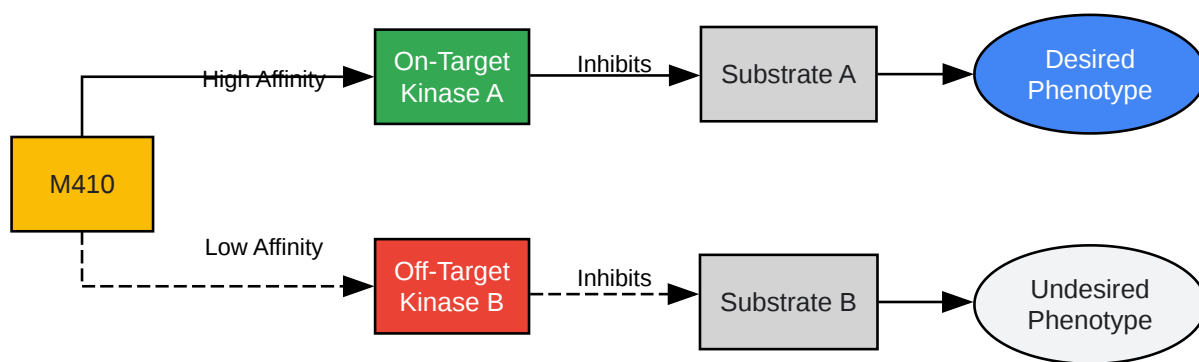 High Affinity
On-Target
Kinase A
Inhibits
Substrate A
Desired
Phenotype
M410
Low Affinity
Off-Target
Kinase B
Inhibits
Substrate B
Undesired
Phenotype